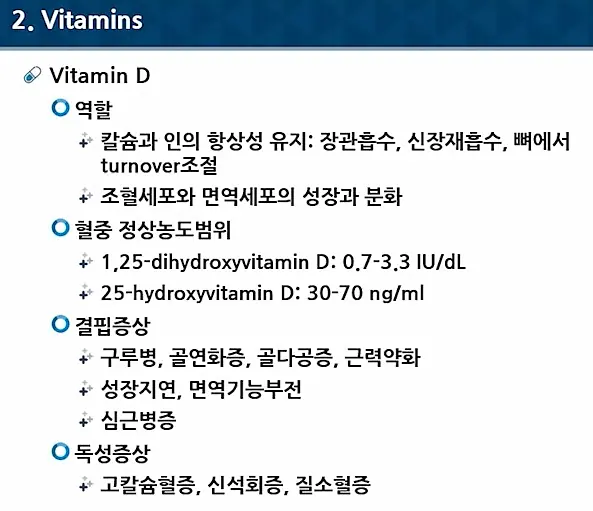 2. Vitamins
Vitamin D
역할
칼슘과 인의 항상성 유지: 장관흡수, 신장재흡수, 뼈에서
turnover조절
조혈세포와 면역세포의 성장과 분화
혈중 정상농도범위
1,25-dihydroxyvitamin D: 0.7-3.3 IU/dL
25-hydroxyvitamin D: 30-70 ng/ml
결핍증상
구루병, 골연화증, 골다공증, 근력약화
성장지연, 면역기능부전
심근병증
독성증상
고칼슘혈증, 신석회증, 질소혈증